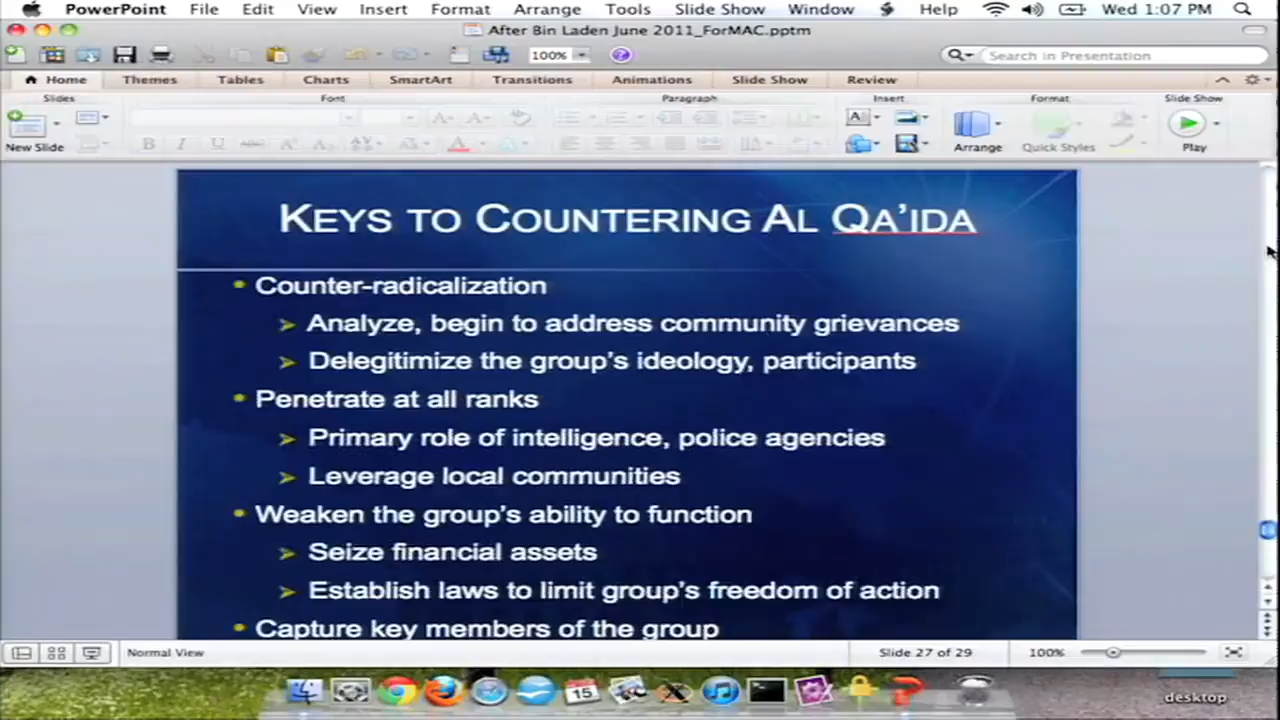 PowerPoint File Edit View Insert Format Arrange Tools Slide Show Window Help Wed 1:07 PM
After Bin Laden June 2011_ForMAC.pptm
100% Search in Presentation
Home Themes Tables Charts SmartArt Transitions Animations Slide Show Review
Slides Font Paragraph Insert Format Slide Show
New Slide B I U ABC Arrange Quick Styles Play
KEYS TO COUNTERING AL QA'IDA
• Counter-radicalization
➢ Analyze, begin to address community grievances
➢ Delegitimize the group's ideology, participants
• Penetrate at all ranks
➢ Primary role of intelligence, police agencies
➢ Leverage local communities
• Weaken the group's ability to function
➢ Seize financial assets
➢ Establish laws to limit group's freedom of action
• Capture key members of the group
Normal View Slide 27 of 29 100%
15
desktop